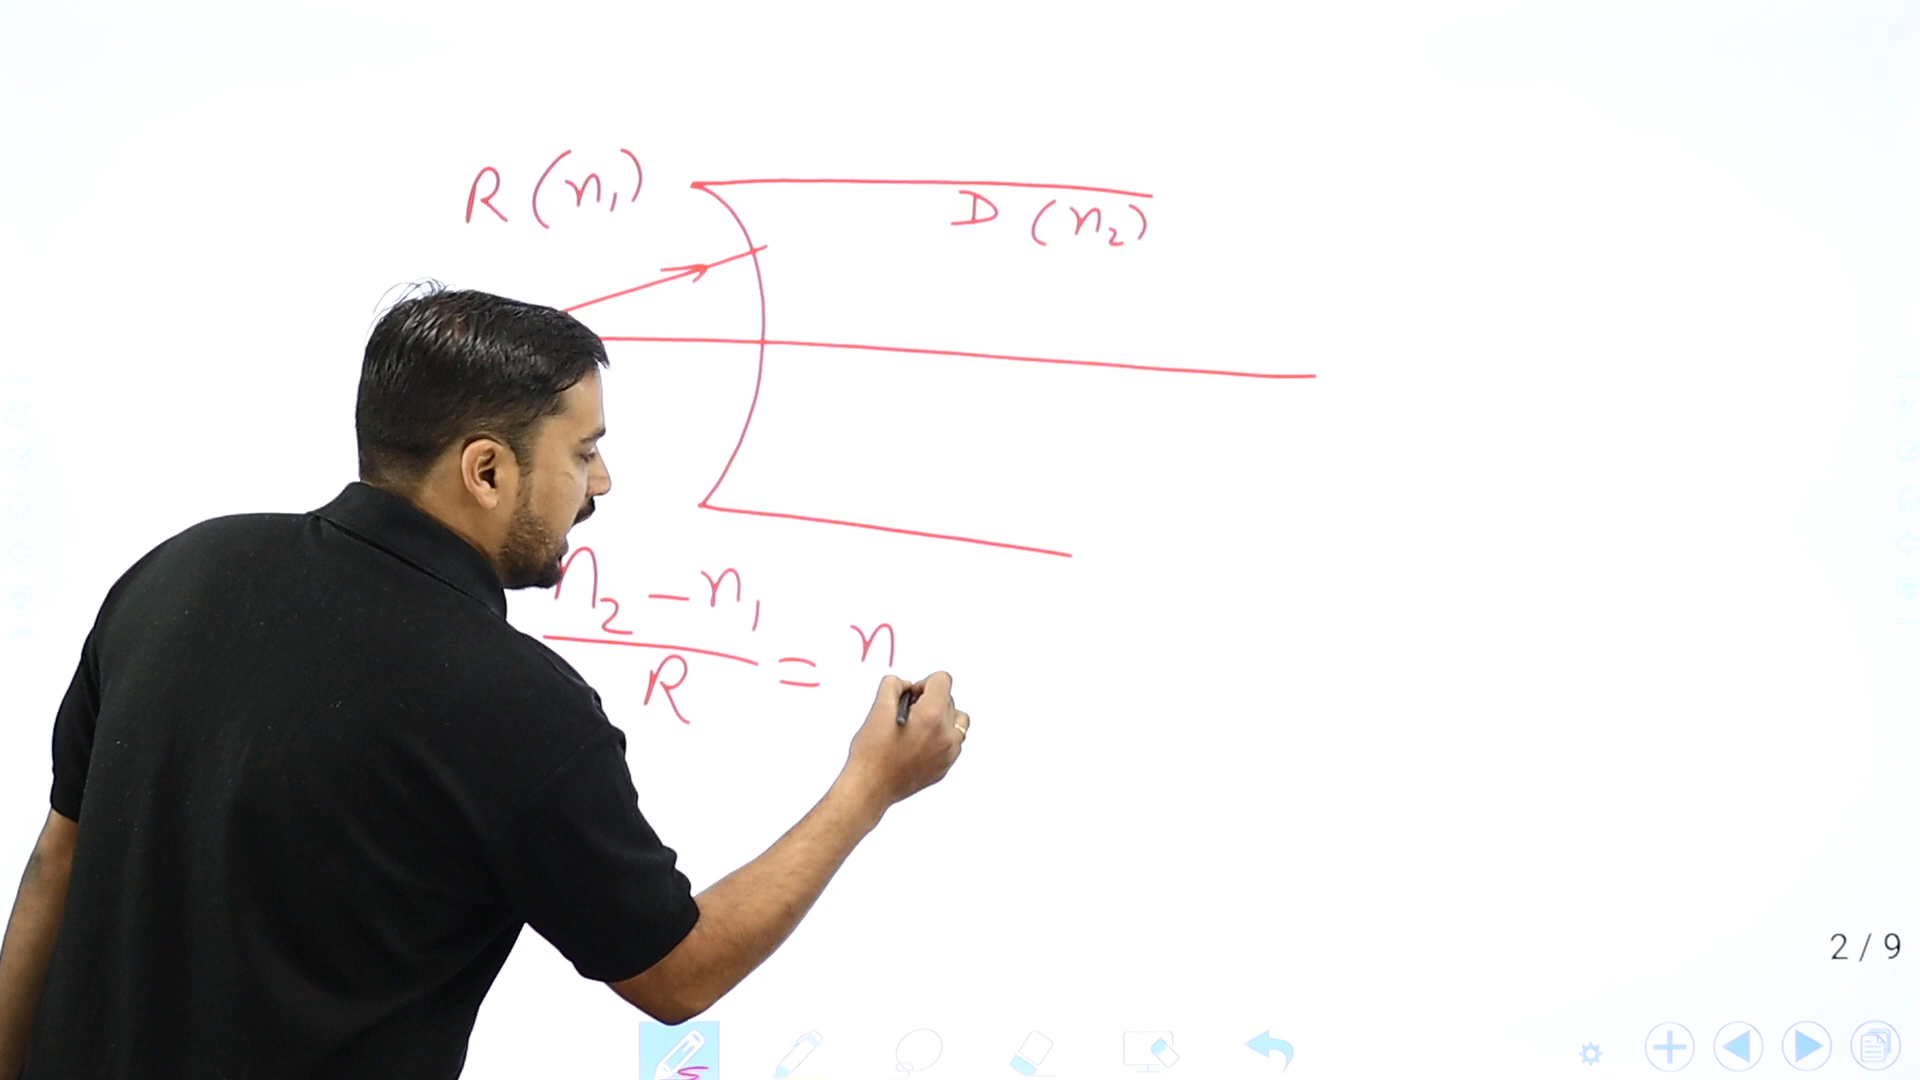 R (n₁)
D (n₂)
n₂ - n₁
R
= n
2 / 9